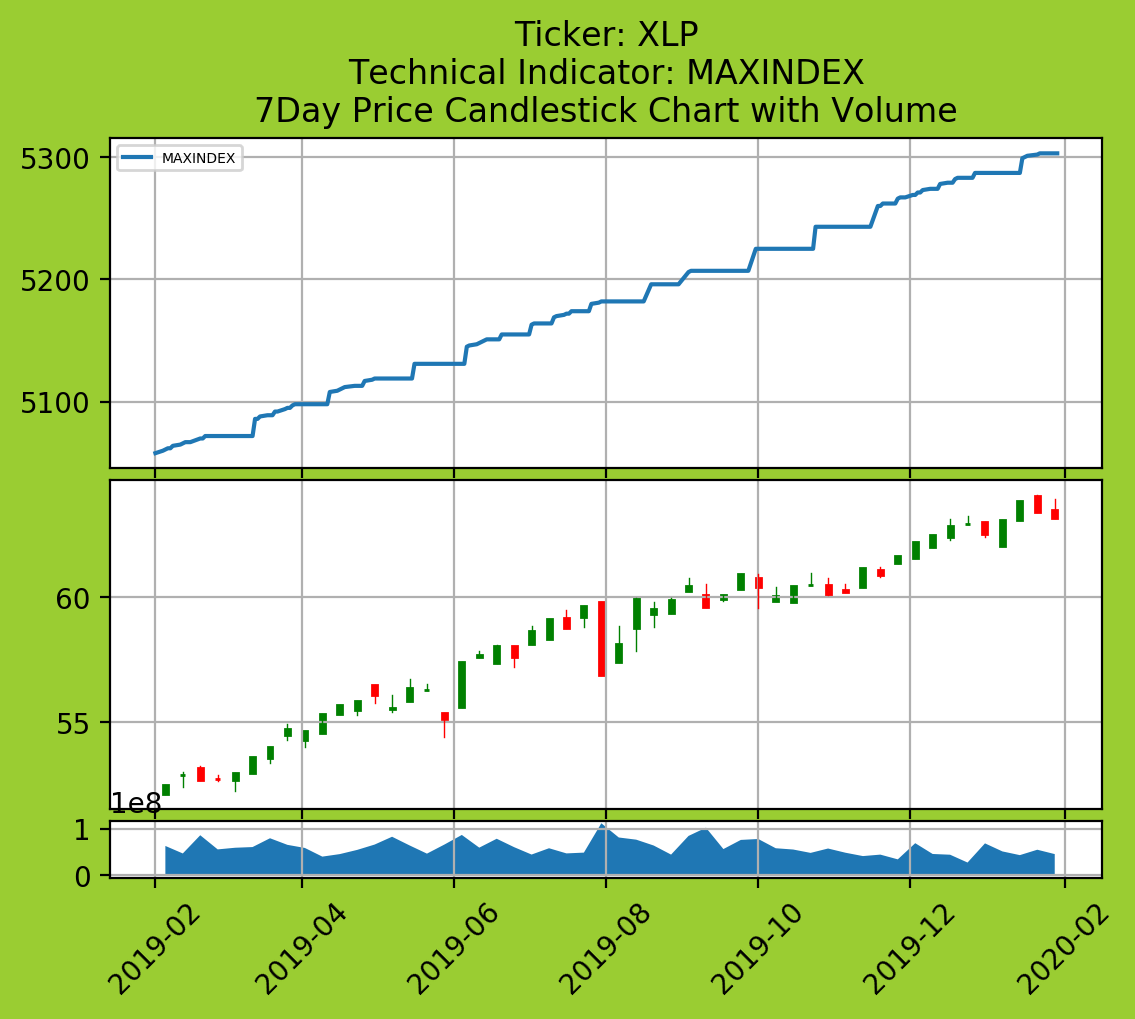 Ticker: XLP
Technical Indicator: MAXINDEX
7Day Price Candlestick Chart with Volume
MAXINDEX
5300
5200
5100
60
55
1e8
1
0
2019-02
2019-04
2019-06
2019-08
2019-10
2019-12
2020-02